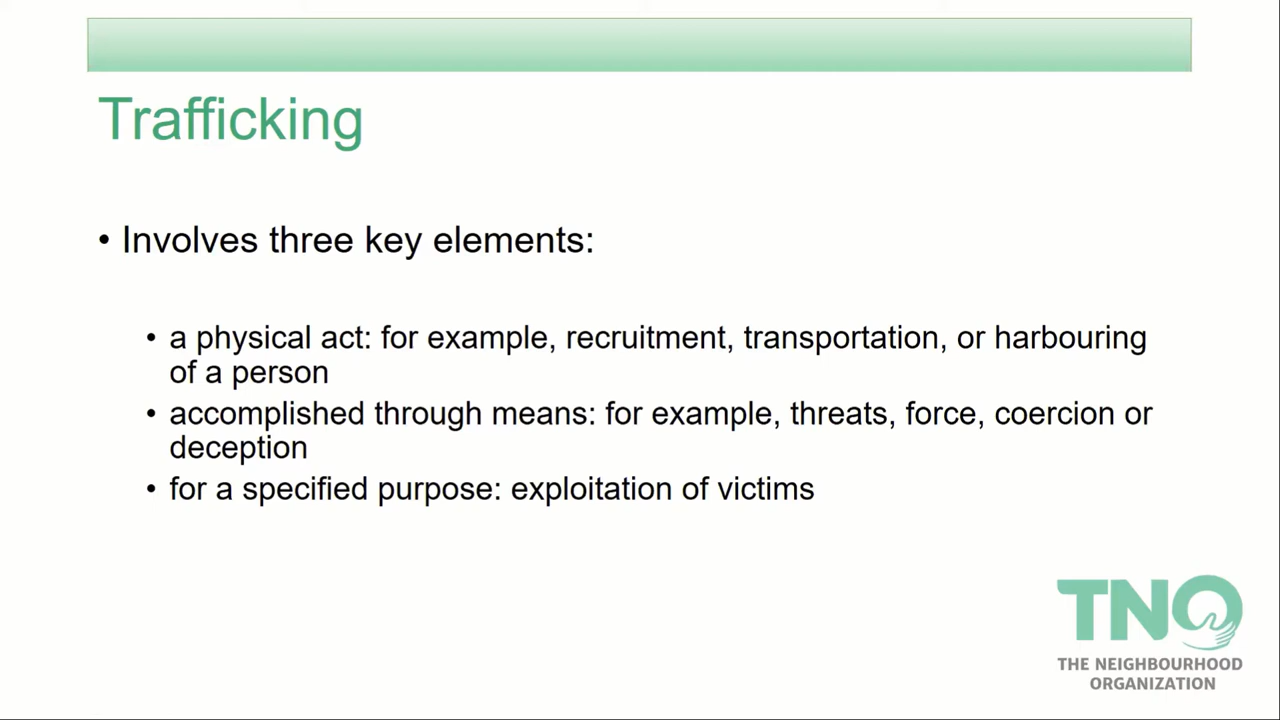 Trafficking
• Involves three key elements:
• a physical act: for example, recruitment, transportation, or harbouring
of a person
• accomplished through means: for example, threats, force, coercion or
deception
• for a specified purpose: exploitation of victims
TNO
THE NEIGHBOURHOOD
ORGANIZATION